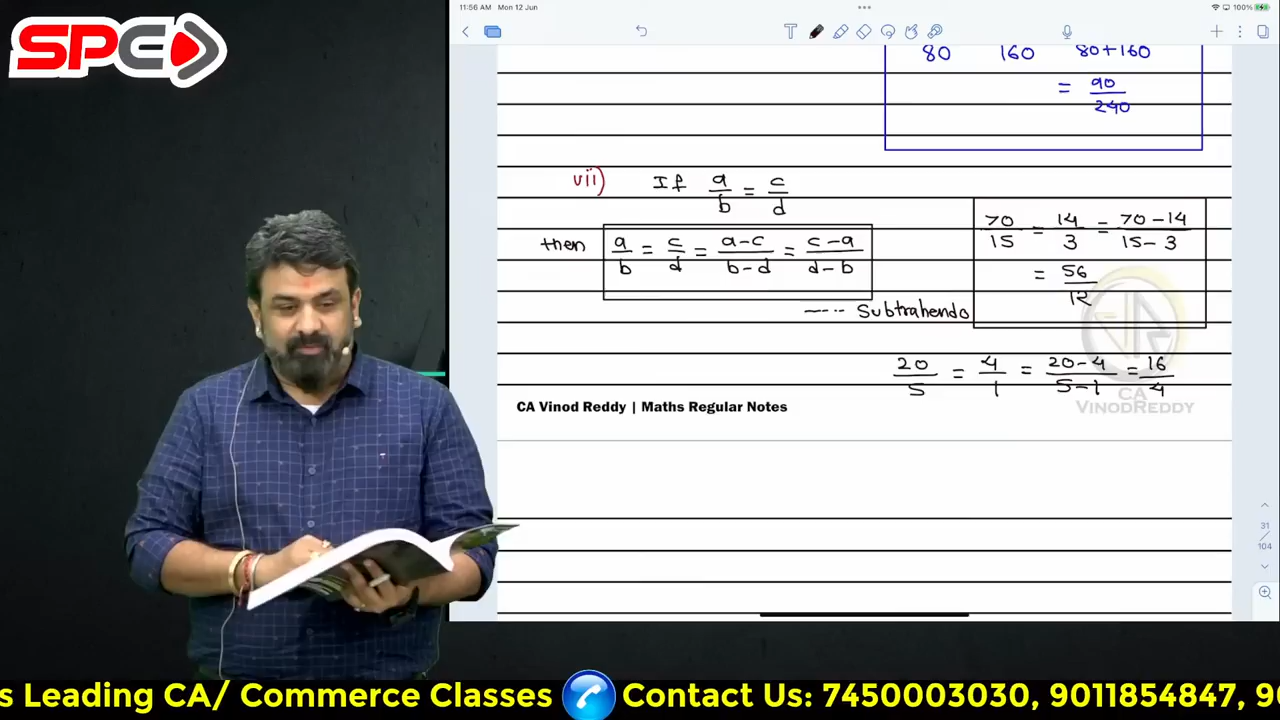 11:56 AM Mon 12 Jun
100%
SPC
T
80 160 80+160
= 90/240
vii) If a/b = c/d
then a/b = c/d = a-c/b-d = c-a/d-b
---- Subtrahendo
70/15 = 14/3 = 70-14/15-3
= 56/12
20/5 = 4/1 = 20-4/5-1 = 16/4
CA
VINODREDDY
CA Vinod Reddy | Maths Regular Notes
31
/
104
s Leading CA/ Commerce Classes Contact Us: 7450003030, 9011854847, 9